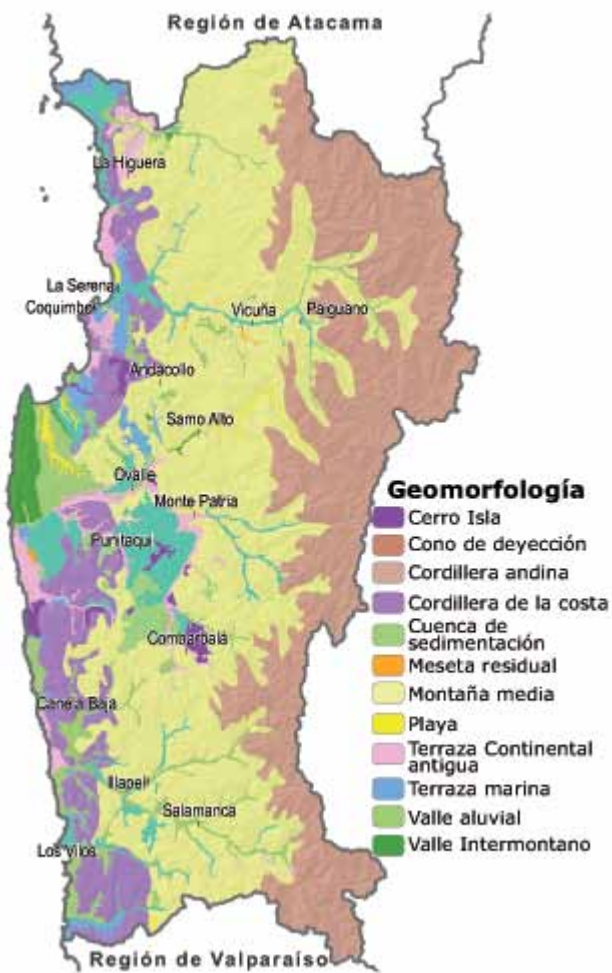 Región de Atacama
La Higuera
La Serena
Coquimbo
Vicuña
Paiguano
Andacollo
Samo Alto
Ovalle
Monte Patria
Punitaqui
Combarbalá
Canela Baja
Illapel
Salamanca
Los Vilos
Región de Valparaíso
Geomorfología
Cerro Isla
Cono de deyección
Cordillera andina
Cordillera de la costa
Cuenca de
sedimentación
Meseta residual
Montaña media
Playa
Terraza Continental
antigua
Terraza marina
Valle aluvial
Valle Intermontano